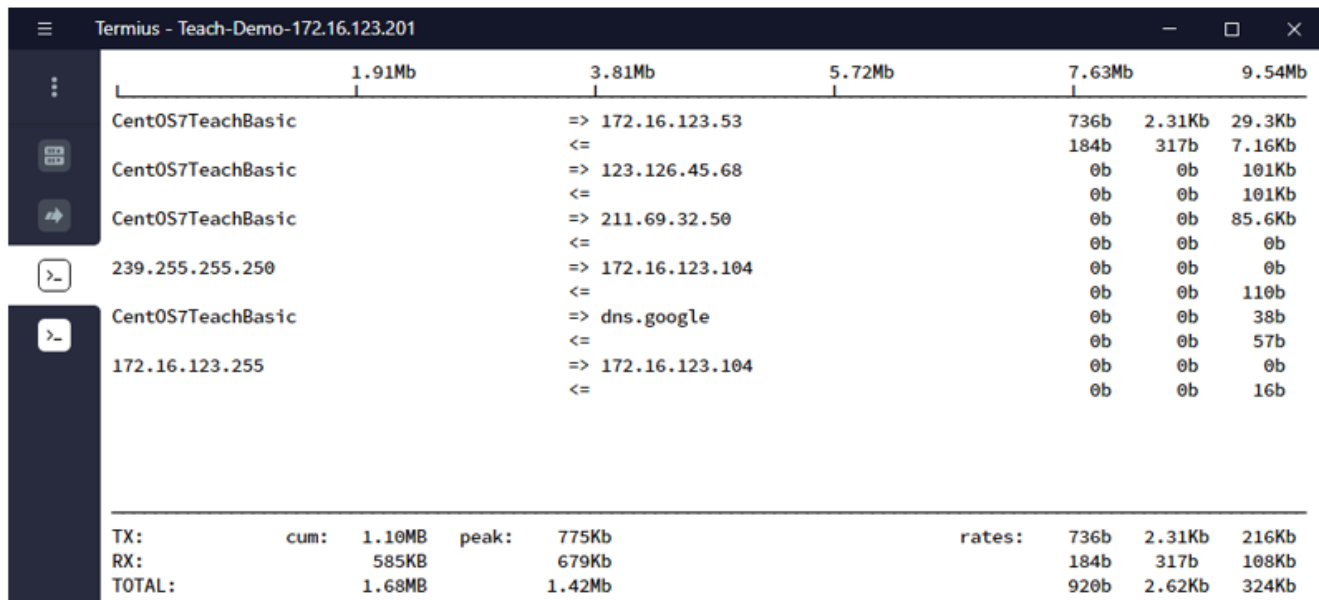 Termius - Teach-Demo-172.16.123.201
1.91Mb 3.81Mb 5.72Mb 7.63Mb 9.54Mb
CentOS7TeachBasic => 172.16.123.53 736b 2.31Kb 29.3Kb
<= 184b 317b 7.16Kb
CentOS7TeachBasic => 123.126.45.68 0b 0b 101Kb
<= 0b 0b 101Kb
CentOS7TeachBasic => 211.69.32.50 0b 0b 85.6Kb
<= 0b 0b 0b
239.255.255.250 => 172.16.123.104 0b 0b 0b
<= 0b 0b 110b
CentOS7TeachBasic => dns.google 0b 0b 38b
<= 0b 0b 57b
172.16.123.255 => 172.16.123.104 0b 0b 0b
<= 0b 0b 16b
TX: cum: 1.10MB peak: 775Kb rates: 736b 2.31Kb 216Kb
RX: 585KB 679Kb 184b 317b 108Kb
TOTAL: 1.68MB 1.42Mb 920b 2.62Kb 324Kb